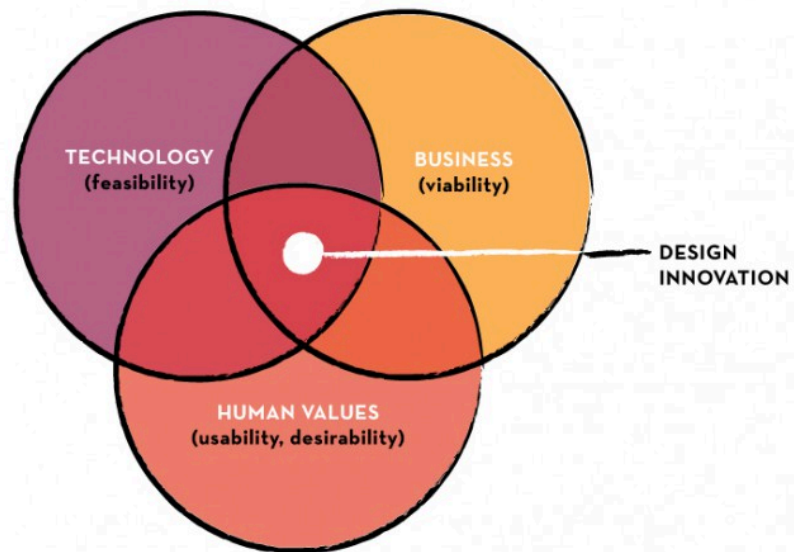 TECHNOLOGY
(feasibility)
BUSINESS
(viability)
DESIGN
INNOVATION
HUMAN VALUES
(usability, desirability)